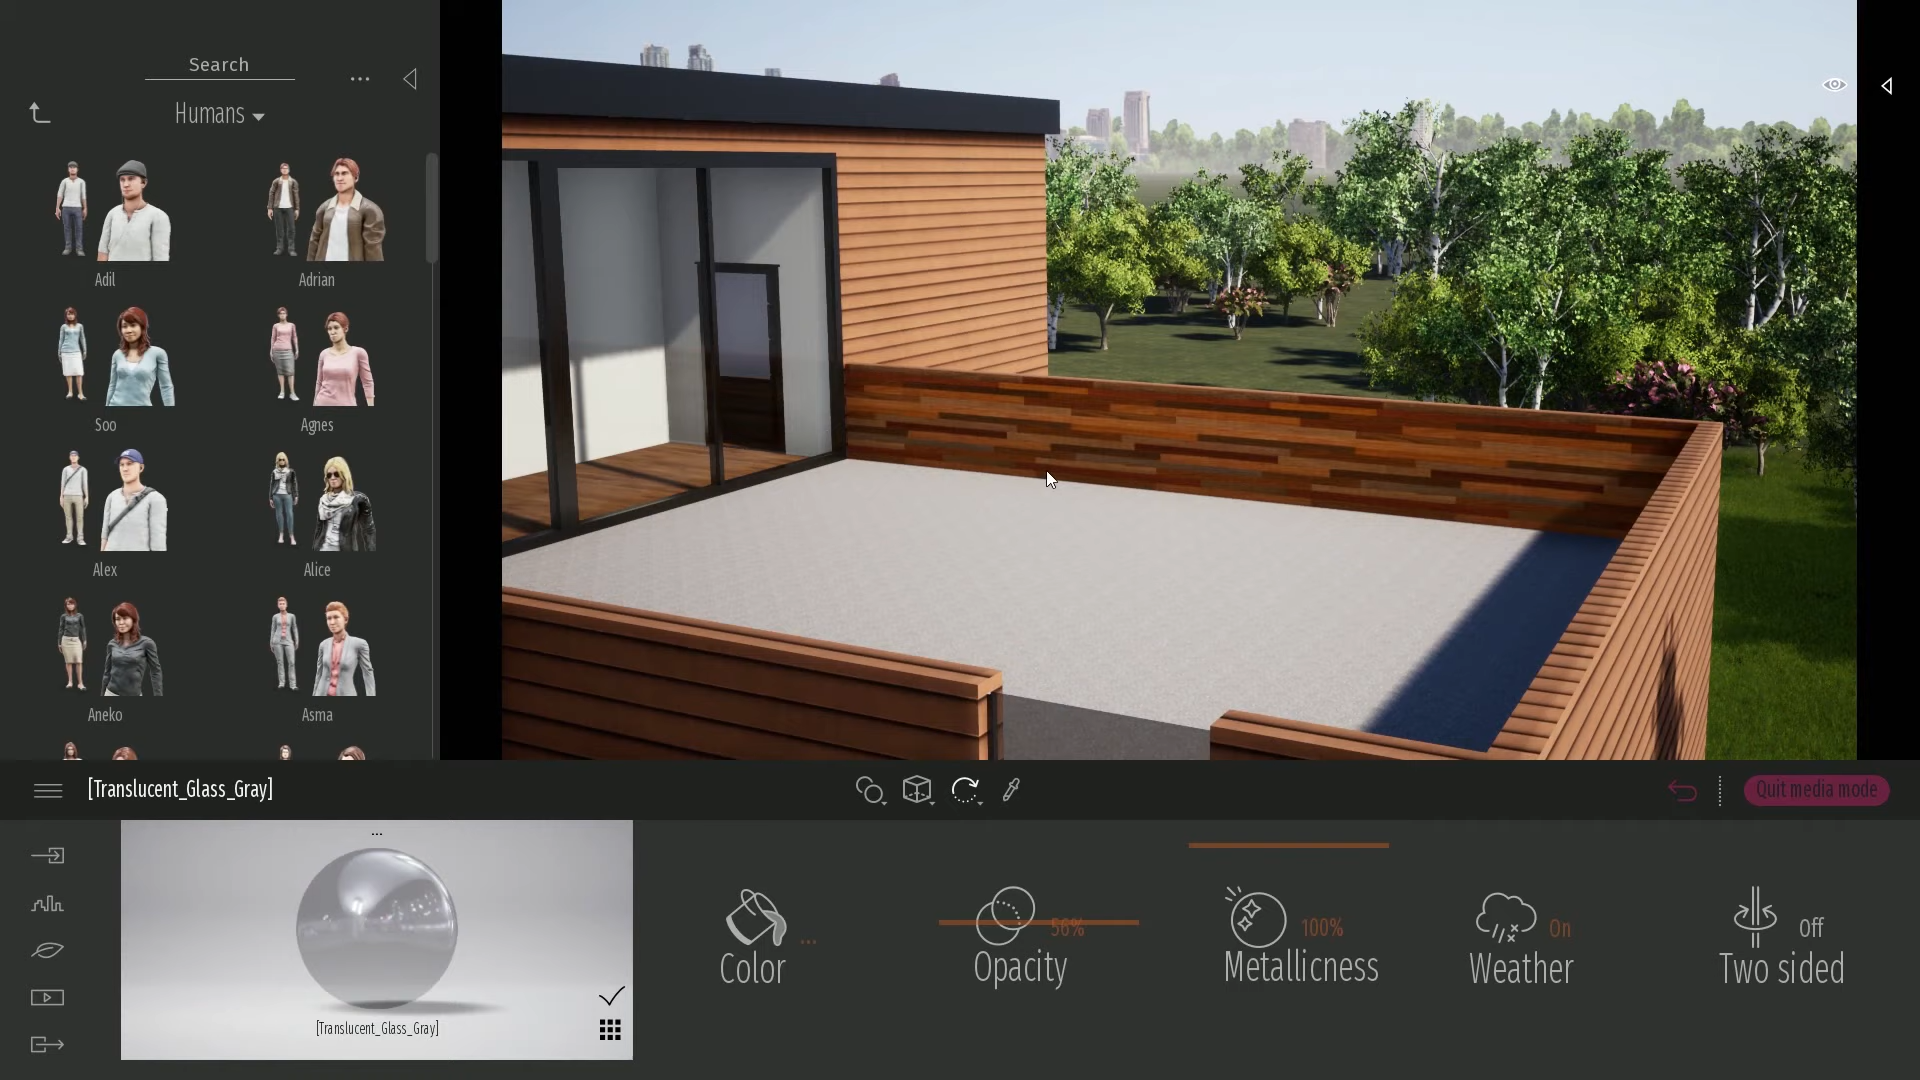 Search
...
Humans
Adil
Adrian
Soo
Agnes
Alex
Alice
Aneko
Asma
[Translucent_Glass_Gray]
Quit media mode
...
[Translucent_Glass_Gray]
...
Color
56%
Opacity
100%
Metallicness
On
Weather
Off
Two sided